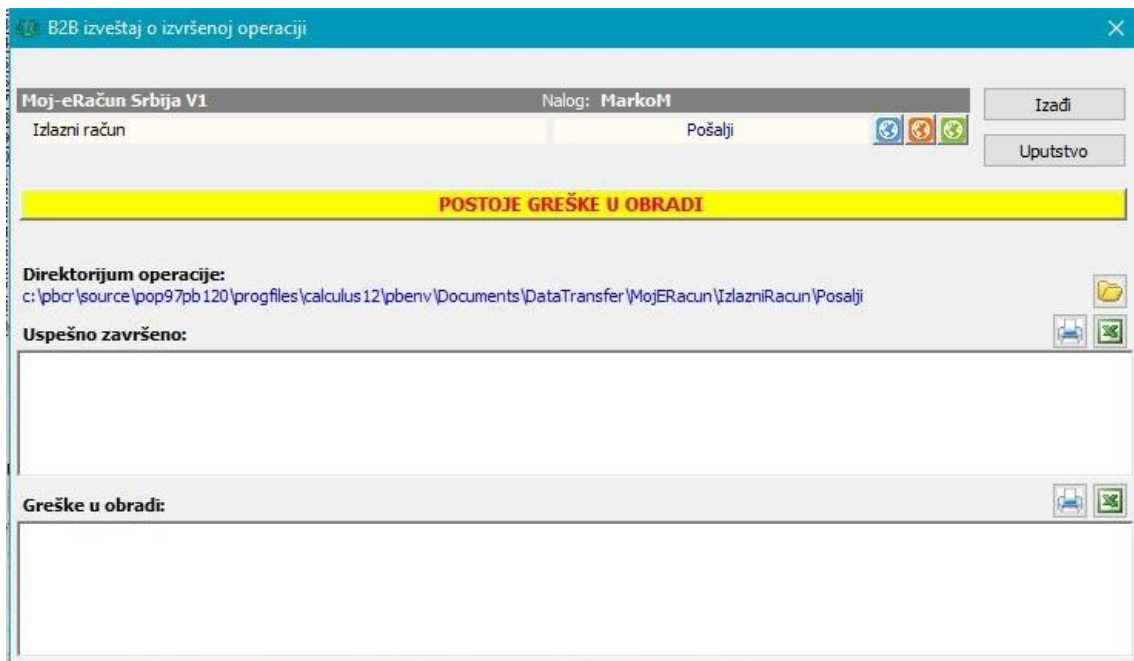 B2B izveštaj o izvršenoj operaciji
Moj-eRačun Srbija V1 Nalog: MarkoM
Izađi
Izlazni račun Pošalji
Uputstvo
POSTOJE GREŠKE U OBRADI
Direktorijum operacije:
c:\pbcr\source\pop97pb120\progfiles\calculus12\pbenv\Documents\DataTransfer\MojERacun\IzlazniRacun\Posalji
Uspešno završeno:
Greške u obradi: